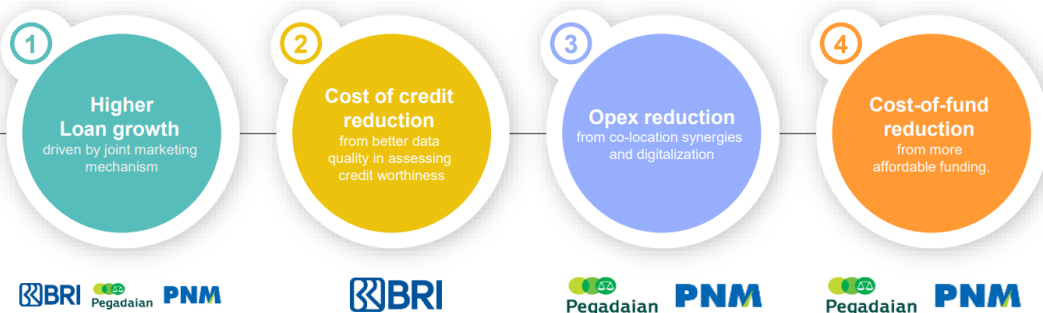 1
Higher
Loan growth
driven by joint marketing
mechanism
BRI
Pegadaian
PNM
2
Cost of credit
reduction
from better data
quality in assessing
credit worthiness
BRI
3
Opex reduction
from co-location synergies
and digitalization
Pegadaian
PNM
4
Cost-of-fund
reduction
from more
affordable funding.
Pegadaian
PNM